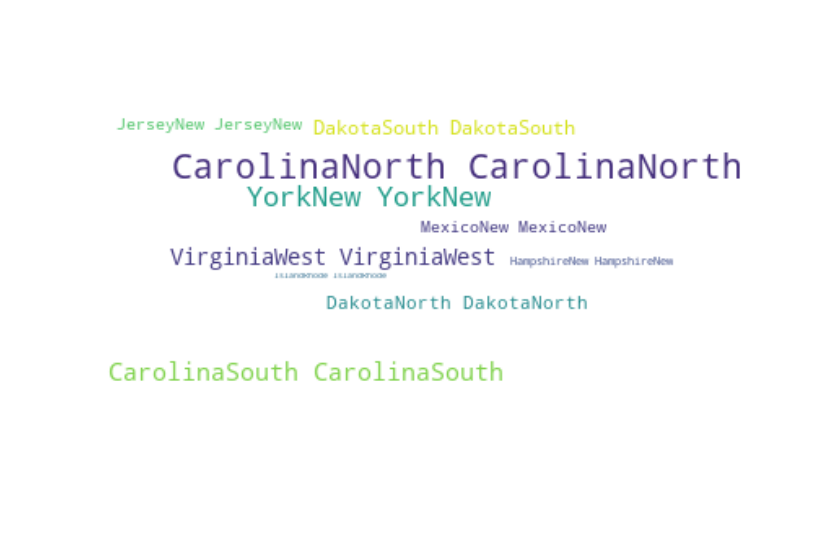 JerseyNew JerseyNew
DakotaSouth DakotaSouth
CarolinaNorth CarolinaNorth
YorkNew YorkNew
MexicoNew MexicoNew
VirginiaWest VirginiaWest
HampshireNew HampshireNew
IslandRhode IslandRhode
DakotaNorth DakotaNorth
CarolinaSouth CarolinaSouth